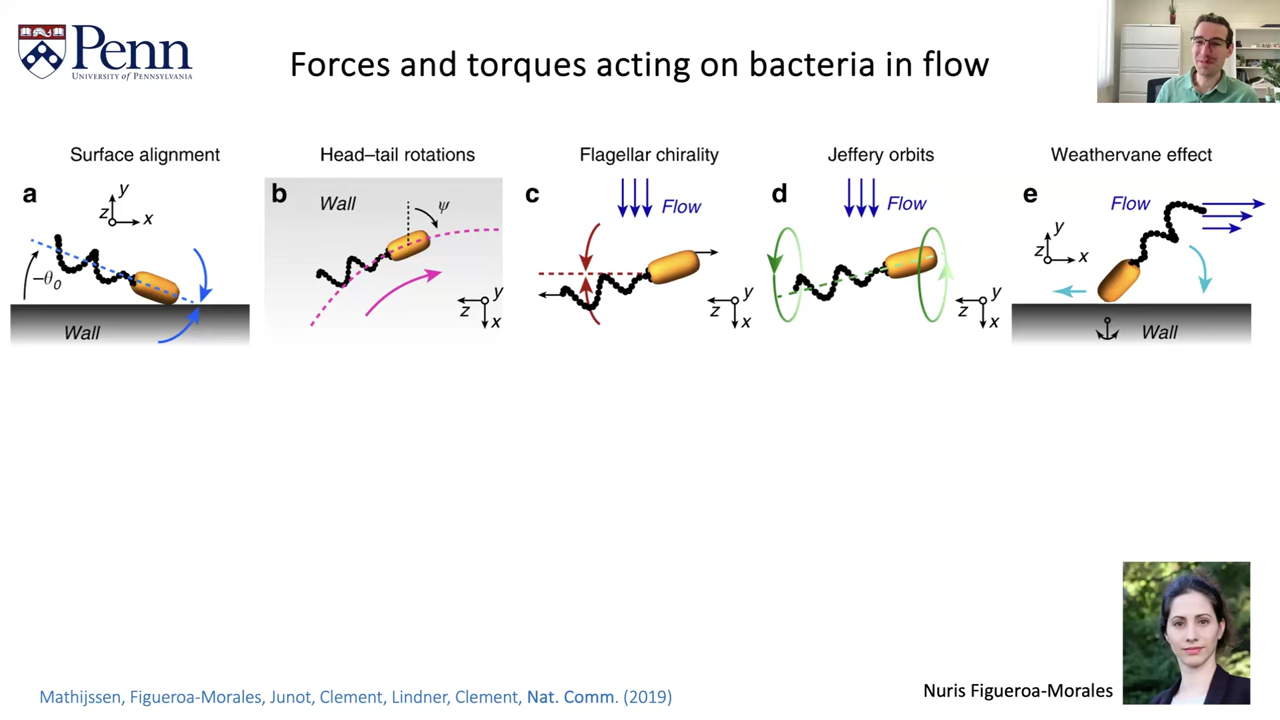 Penn
UNIVERSITY of PENNSYLVANIA
Forces and torques acting on bacteria in flow
Surface alignment
Head–tail rotations
Flagellar chirality
Jeffery orbits
Weathervane effect
a
y
z
x
−θ₀
Wall
b
Wall
ψ
y
z
x
c
Flow
y
z
x
d
Flow
y
z
x
e
Flow
y
z
x
Wall
Nuris Figueroa-Morales
Mathijssen, Figueroa-Morales, Junot, Clement, Lindner, Clement, Nat. Comm. (2019)